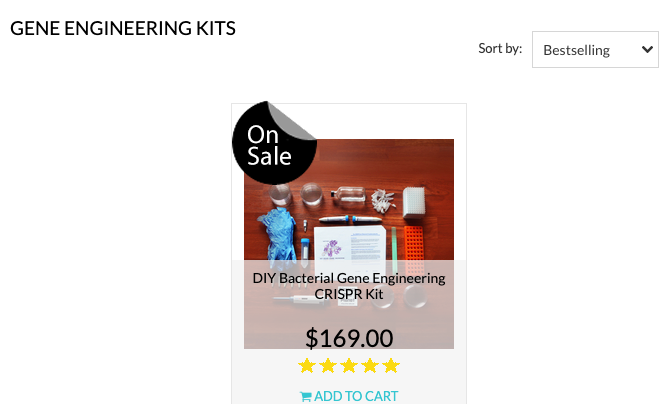 GENE ENGINEERING KITS
Sort by:
Bestselling
On
Sale
DIY Bacterial Gene Engineering
CRISPR Kit
$169.00
ADD TO CART